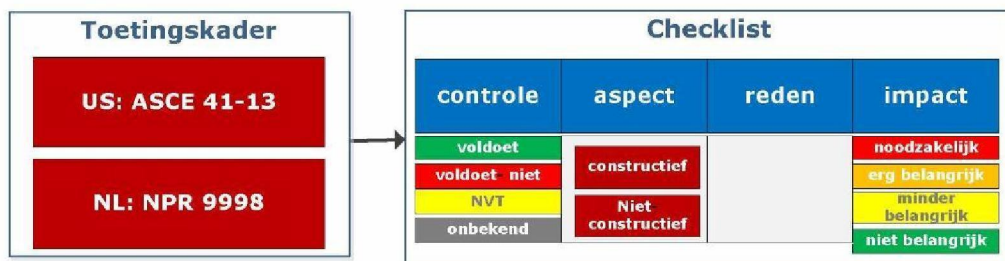 Toetingskader
US: ASCE 41-13
NL: NPR 9998
Checklist
controle aspect reden impact
voldoet
voldoet niet
NVT
onbekend
constructief
Niet
constructief
noodzakelijk
erg belangrijk
minder
belangrijk
niet belangrijk